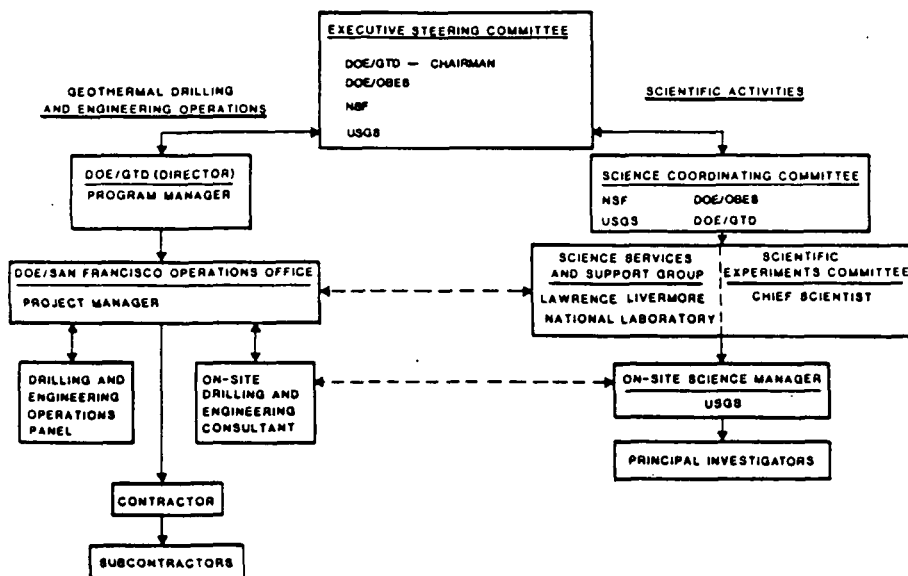 EXECUTIVE STEERING COMMITTEE
DOE/GTD — CHAIRMAN
DOE/OBES
NSF
USGS
GEOTHERMAL DRILLING
AND ENGINEERING OPERATIONS
SCIENTIFIC ACTIVITIES
DOE/GTD (DIRECTOR)
PROGRAM MANAGER
SCIENCE COORDINATING COMMITTEE
NSF DOE/OBES
USGS DOE/GTD
DOE/SAN FRANCISCO OPERATIONS OFFICE
PROJECT MANAGER
SCIENCE SERVICES
AND SUPPORT GROUP
LAWRENCE LIVERMORE
NATIONAL LABORATORY
SCIENTIFIC
EXPERIMENTS COMMITTEE
CHIEF SCIENTIST
DRILLING AND
ENGINEERING
OPERATIONS
PANEL
ON-SITE
DRILLING AND
ENGINEERING
CONSULTANT
ON-SITE SCIENCE MANAGER
USGS
PRINCIPAL INVESTIGATORS
CONTRACTOR
SUBCONTRACTORS